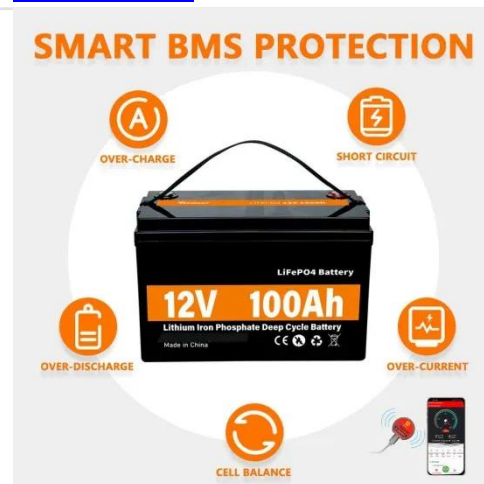 SMART BMS PROTECTION
OVER-CHARGE
SHORT CIRCUIT
LiFePO4 Battery
12V 100Ah
Lithium Iron Phosphate Deep Cycle Battery
Made in China
OVER-DISCHARGE
OVER-CURRENT
CELL BALANCE